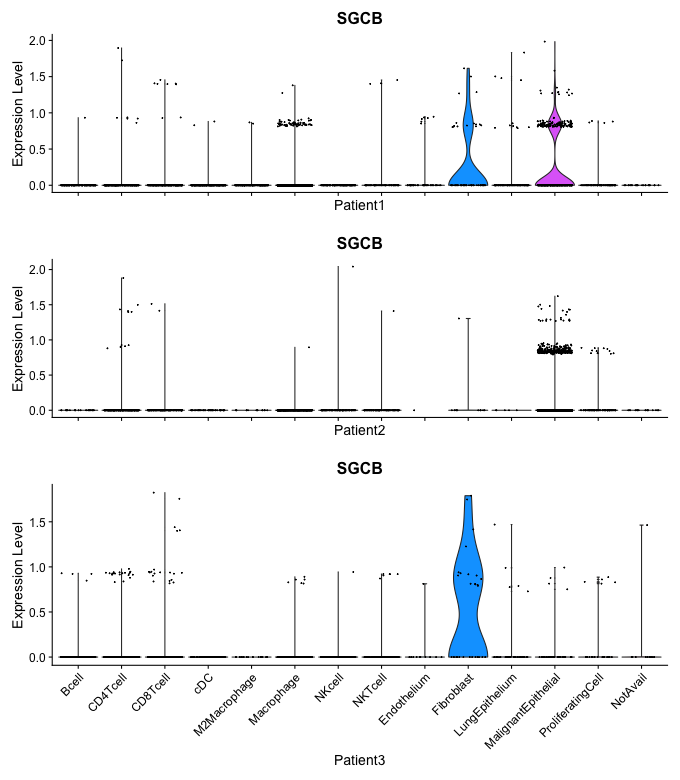 SGCB
2.0
1.5
1.0
0.5
0.0
Expression Level
Patient1
SGCB
2.0
1.5
1.0
0.5
0.0
Expression Level
Patient2
SGCB
1.5
1.0
0.5
0.0
Expression Level
Bcell
CD4Tcell
CD8Tcell
cDC
M2Macrophage
Macrophage
NKcell
NKTcell
Endothelium
Fibroblast
LungEpithelium
MalignantEpithelial
ProliferatingCell
NotAvail
Patient3